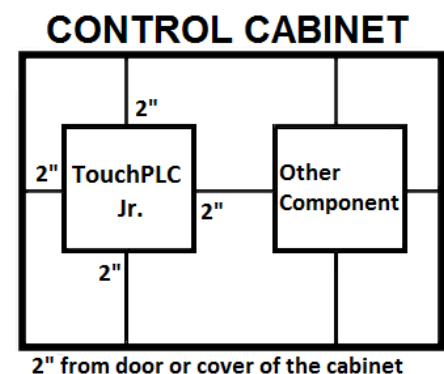 CONTROL CABINET
2"
2"
TouchPLC
Jr.
2"
2"
Other
Component
2" from door or cover of the cabinet